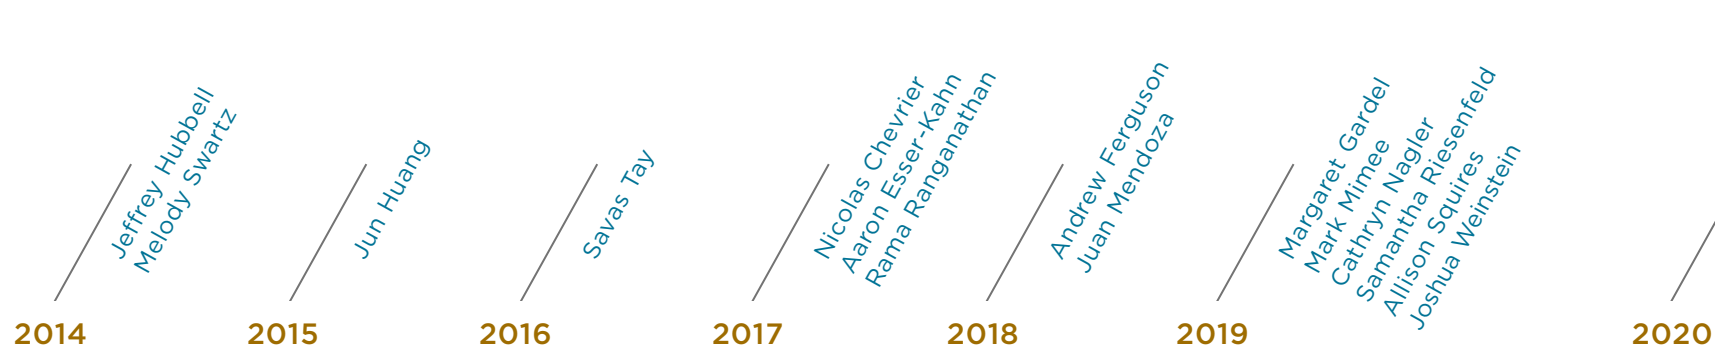 Jeffrey Hubbell
Melody Swartz
Jun Huang
Savas Tay
Nicolas Chevrier
Aaron Esser-Kahn
Rama Ranganathan
Andrew Ferguson
Juan Mendoza
Margaret Gardel
Mark Mimee
Cathryn Nagler
Samantha Riesenfeld
Allison Squires
Joshua Weinstein
2014
2015
2016
2017
2018
2019
2020